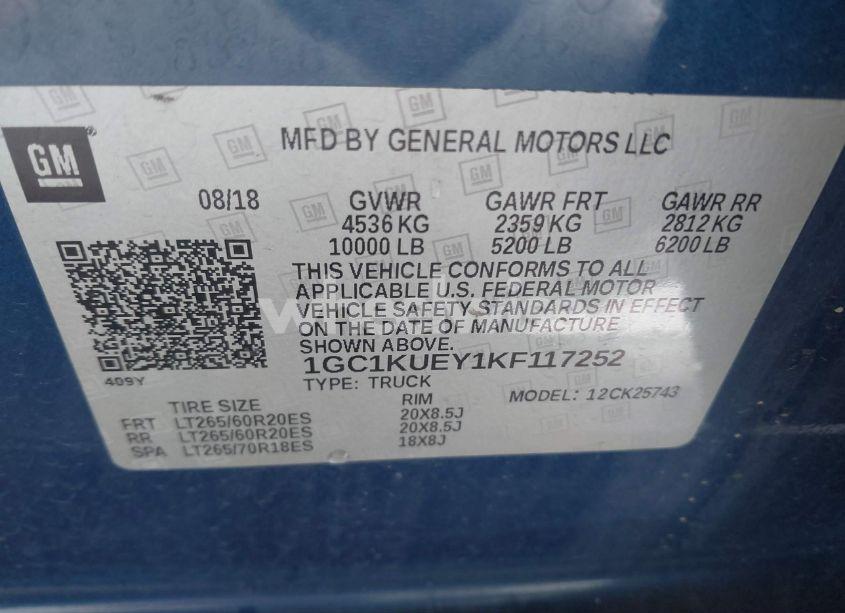 GM
MFD BY GENERAL MOTORS LLC
08/18 GVWR GAWR FRT GAWR RR
4536 KG 2359 KG 2812 KG
10000 LB 5200 LB 6200 LB
THIS VEHICLE CONFORMS TO ALL
APPLICABLE U.S. FEDERAL MOTOR
VEHICLE SAFETY STANDARDS IN EFFECT
ON THE DATE OF MANUFACTURE
SHOWN ABOVE.
1GC1KUEY1KF117252
409Y
TYPE: TRUCK MODEL: 12CK25743
TIRE SIZE RIM
FRT LT265/60R20ES 20X8.5J
RR LT265/60R20ES 20X8.5J
SPA LT265/70R18ES 18X8J